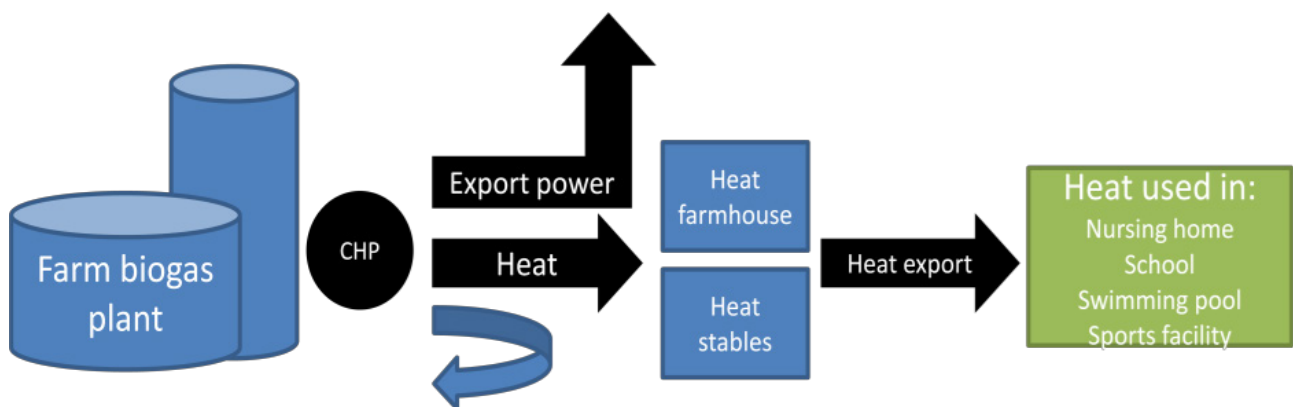 Farm biogas
plant
CHP
Export power
Heat
Heat
farmhouse
Heat
stables
Heat export
Heat used in:
Nursing home
School
Swimming pool
Sports facility